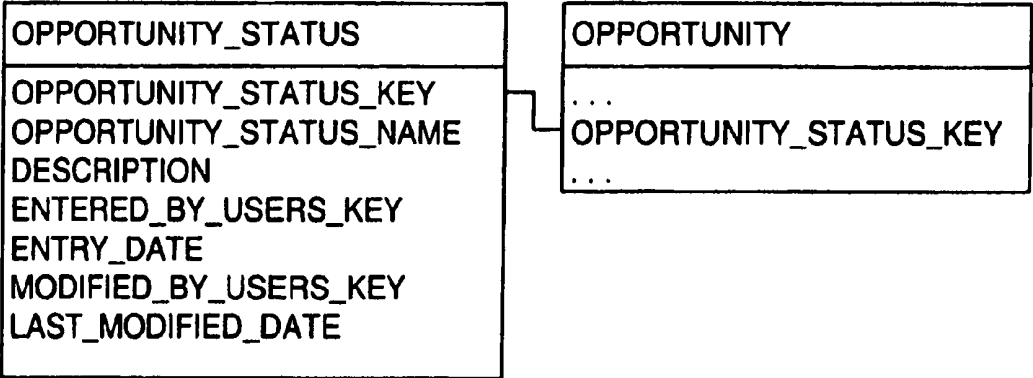 OPPORTUNITY_STATUS
OPPORTUNITY_STATUS_KEY
OPPORTUNITY_STATUS_NAME
DESCRIPTION
ENTERED_BY_USERS_KEY
ENTRY_DATE
MODIFIED_BY_USERS_KEY
LAST_MODIFIED_DATE
OPPORTUNITY
. . .
OPPORTUNITY_STATUS_KEY
. . .